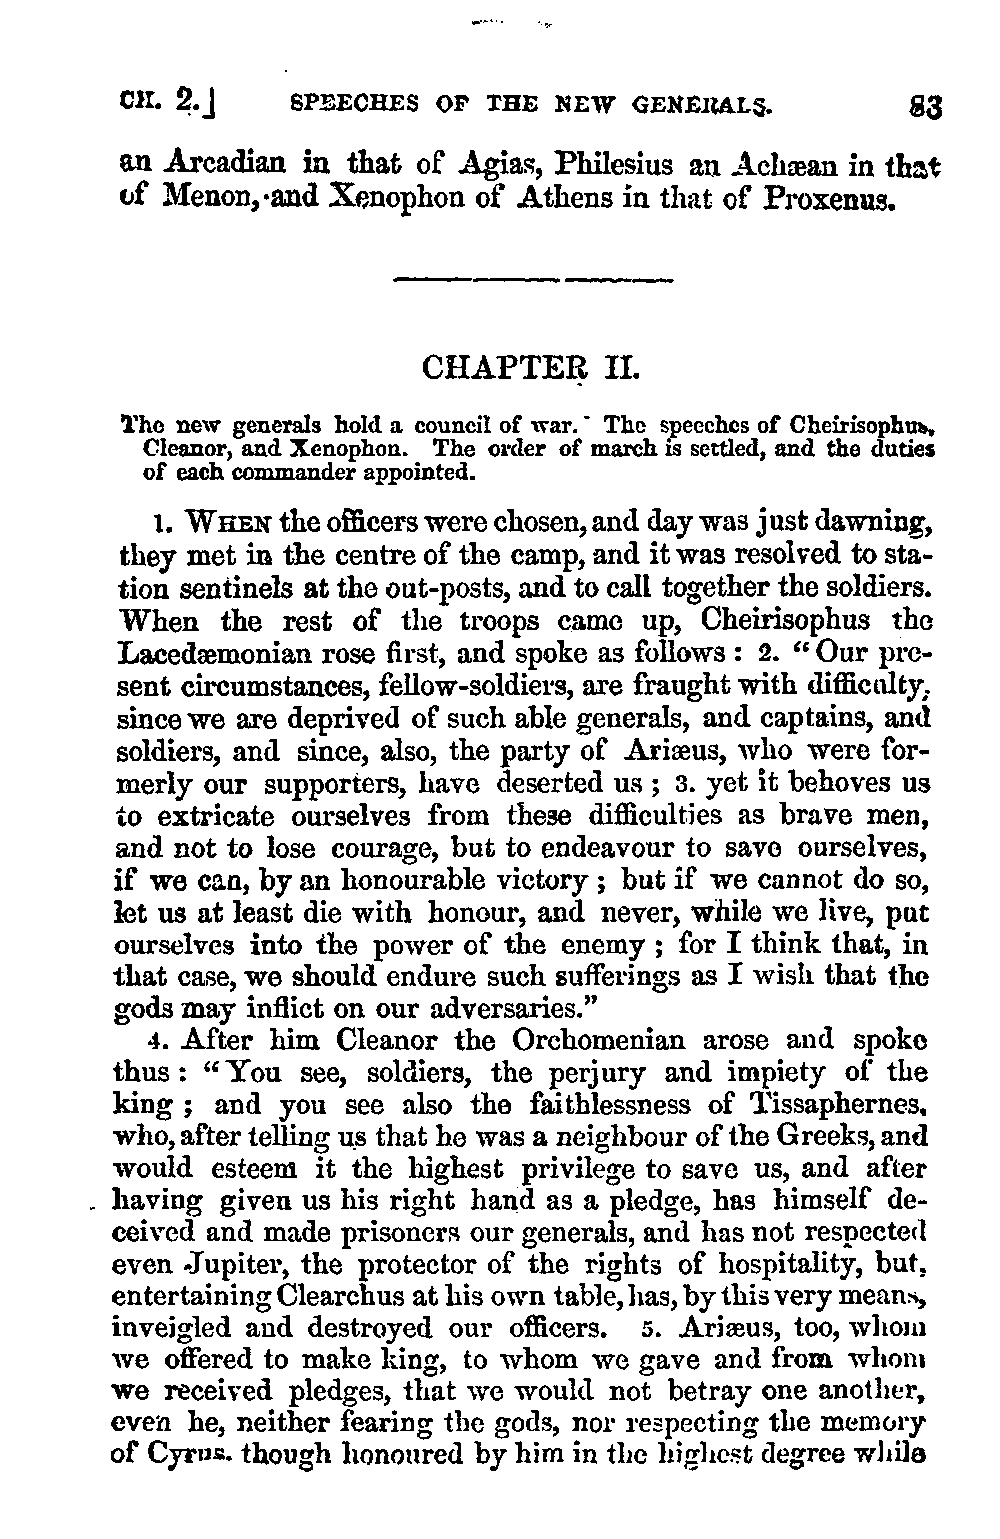 CH. 2.] SPEECHES OF THE NEW GENERALS. 83
an Arcadian in that of Agias, Philesius an Achæan in that
of Menon, and Xenophon of Athens in that of Proxenus.
CHAPTER II.
The new generals hold a council of war. The speeches of Cheirisophus,
Cleanor, and Xenophon. The order of march is settled, and the duties
of each commander appointed.
1. WHEN the officers were chosen, and day was just dawning,
they met in the centre of the camp, and it was resolved to sta-
tion sentinels at the out-posts, and to call together the soldiers.
When the rest of the troops came up, Cheirisophus the
Lacedæmonian rose first, and spoke as follows : 2. “Our pre-
sent circumstances, fellow-soldiers, are fraught with difficulty,
since we are deprived of such able generals, and captains, and
soldiers, and since, also, the party of Ariæus, who were for-
merly our supporters, have deserted us ; 3. yet it behoves us
to extricate ourselves from these difficulties as brave men,
and not to lose courage, but to endeavour to save ourselves,
if we can, by an honourable victory ; but if we cannot do so,
let us at least die with honour, and never, while we live, put
ourselves into the power of the enemy ; for I think that, in
that case, we should endure such sufferings as I wish that the
gods may inflict on our adversaries.”
4. After him Cleanor the Orchomenian arose and spoke
thus : “You see, soldiers, the perjury and impiety of the
king ; and you see also the faithlessness of Tissaphernes,
who, after telling us that he was a neighbour of the Greeks, and
would esteem it the highest privilege to save us, and after
having given us his right hand as a pledge, has himself de-
ceived and made prisoners our generals, and has not respected
even Jupiter, the protector of the rights of hospitality, but,
entertaining Clearchus at his own table, has, by this very means,
inveigled and destroyed our officers. 5. Ariæus, too, whom
we offered to make king, to whom we gave and from whom
we received pledges, that we would not betray one another,
even he, neither fearing the gods, nor respecting the memory
of Cyrus, though honoured by him in the highest degree while